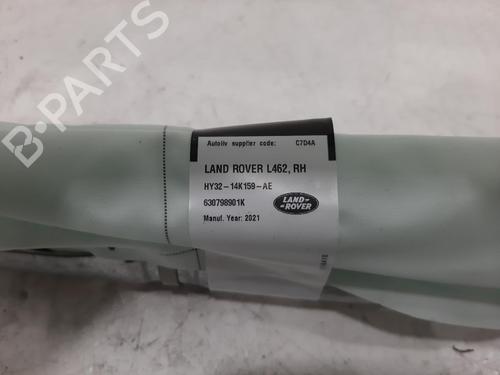 B-PARTS
Autoliv supplier code: C7D4A
LAND ROVER L462, RH
HY32-14K159-AE
630798901K
Manuf. Year: 2021
LAND
ROVER